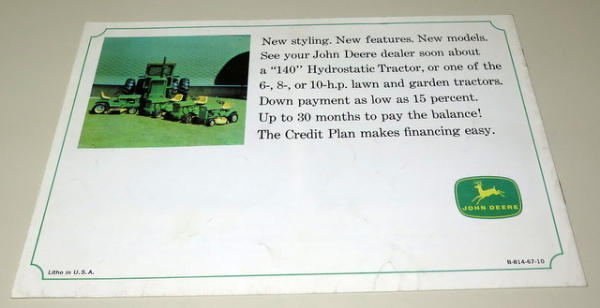 New styling. New features. New models.
See your John Deere dealer soon about
a "140" Hydrostatic Tractor, or one of the
6-, 8-, or 10-h.p. lawn and garden tractors.
Down payment as low as 15 percent.
Up to 30 months to pay the balance!
The Credit Plan makes financing easy.
JOHN DEERE
Litho in U.S.A.
B-814-67-10